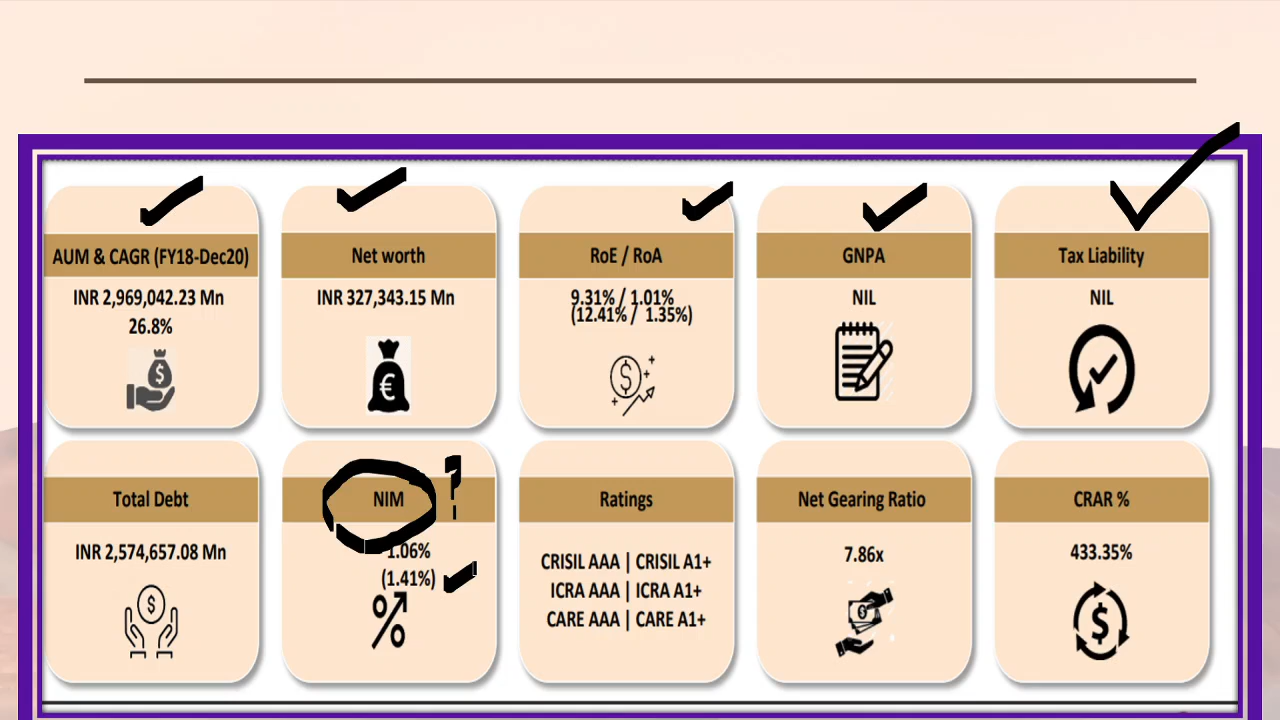 AUM & CAGR (FY18-Dec20)
INR 2,969,042.23 Mn
26.8%
Net worth
INR 327,343.15 Mn
RoE / RoA
9.31% / 1.01%
(12.41% / 1.35%)
GNPA
NIL
Tax Liability
NIL
Total Debt
INR 2,574,657.08 Mn
NIM
?
1.06%
(1.41%)
Ratings
CRISIL AAA | CRISIL A1+
ICRA AAA | ICRA A1+
CARE AAA | CARE A1+
Net Gearing Ratio
7.86x
CRAR %
433.35%